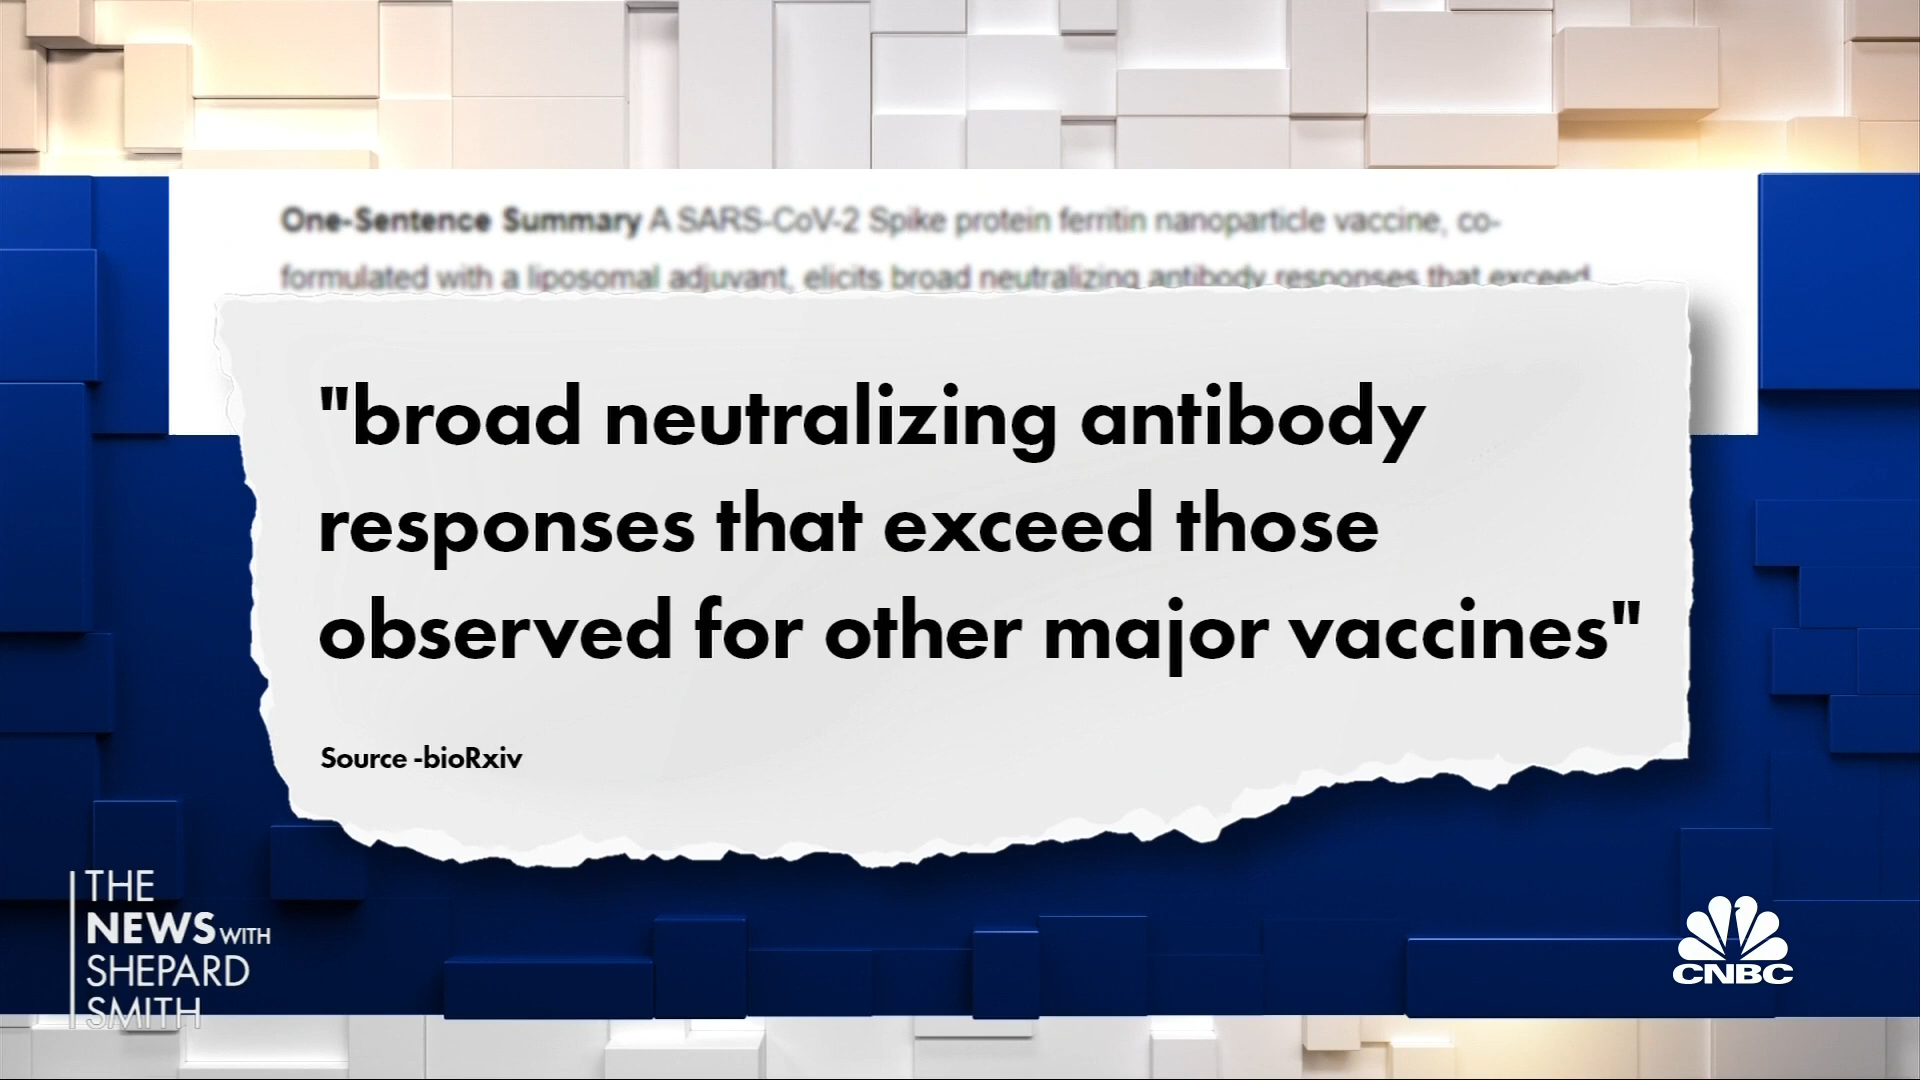 One-Sentence Summary A SARS-CoV-2 Spike protein ferritin nanoparticle vaccine, co-
formulated with a liposomal adjuvant, elicits broad neutralizing antibody responses that exceed
"broad neutralizing antibody
responses that exceed those
observed for other major vaccines"
Source -bioRxiv
THE
NEWS WITH
SHEPARD
SMITH
CNBC